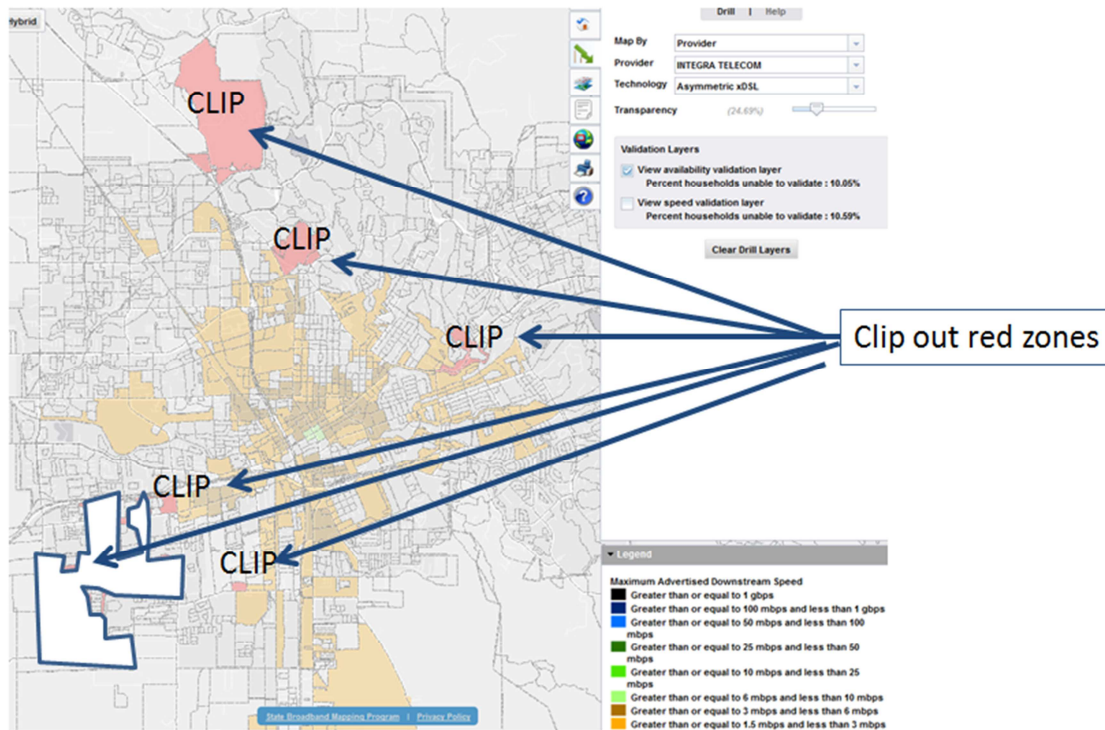 Hybrid
Drill | Help
Map By
Provider
Provider
INTEGRA TELECOM
Technology
Asymmetric xDSL
Transparency
(24.69%)
Validation Layers
View availability validation layer
Percent households unable to validate : 10.05%
View speed validation layer
Percent households unable to validate : 10.59%
Clear Drill Layers
CLIP
CLIP
CLIP
CLIP
CLIP
Clip out red zones
Legend
Maximum Advertised Downstream Speed
Greater than or equal to 1 gbps
Greater than or equal to 100 mbps and less than 1 gbps
Greater than or equal to 50 mbps and less than 100
mbps
Greater than or equal to 25 mbps and less than 50
mbps
Greater than or equal to 10 mbps and less than 25
mbps
Greater than or equal to 6 mbps and less than 10 mbps
Greater than or equal to 3 mbps and less than 6 mbps
Greater than or equal to 1.5 mbps and less than 3 mbps
State Broadband Mapping Program | Privacy Policy